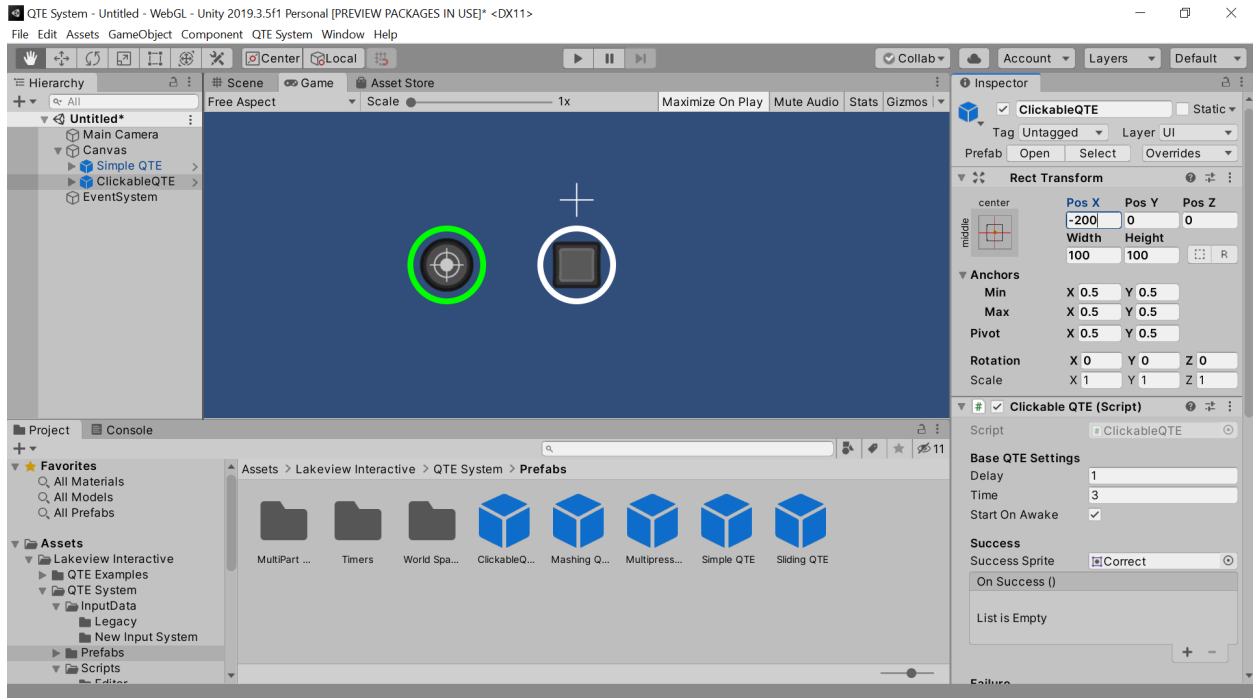 QTE System - Untitled - WebGL - Unity 2019.3.5f1 Personal [PREVIEW PACKAGES IN USE]* <DX11>
File Edit Assets GameObject Component QTE System Window Help
Center Local Collab Account Layers Default
Hierarchy
All
Untitled*
Main Camera
Canvas
Simple QTE
ClickableQTE
EventSystem
Scene Game Asset Store
Free Aspect Scale 1x Maximize On Play Mute Audio Stats Gizmos
Inspector
ClickableQTE Static
Tag Untagged Layer UI
Prefab Open Select Overrides
Rect Transform
center Pos X Pos Y Pos Z
middle -200 0 0
Width Height
100 100 R
Anchors
Min X 0.5 Y 0.5
Max X 0.5 Y 0.5
Pivot X 0.5 Y 0.5
Rotation X 0 Y 0 Z 0
Scale X 1 Y 1 Z 1
# Clickable QTE (Script)
Script # ClickableQTE
Base QTE Settings
Delay 1
Time 3
Start On Awake
Success
Success Sprite Correct
On Success ()
List is Empty
+ -
Failure
Project Console
11
Favorites
All Materials
All Models
All Prefabs
Assets
Lakeview Interactive
QTE Examples
QTE System
InputData
Legacy
New Input System
Prefabs
Scripts
Editor
Assets > Lakeview Interactive > QTE System > Prefabs
MultiPart ... Timers World Spa... ClickableQ... Mashing Q... Multipress... Simple QTE Sliding QTE